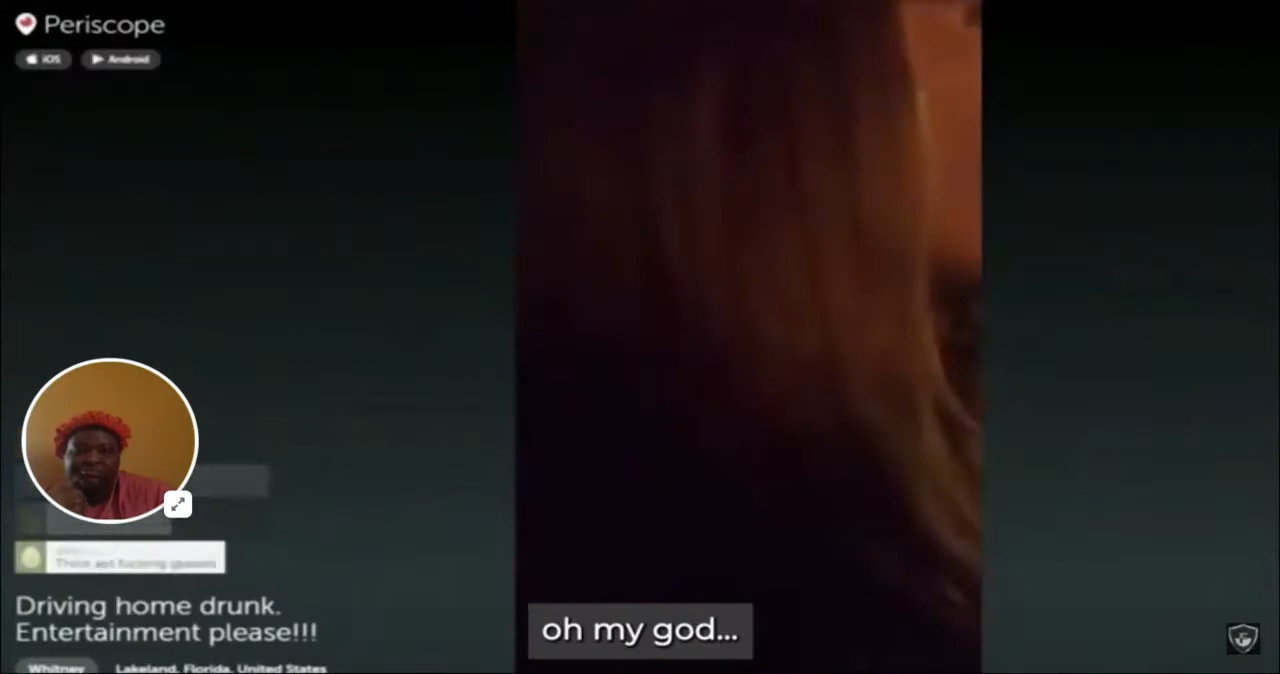 Periscope
iOS
Android
Driving home drunk.
Entertainment please!!!
Whitney
Lakeland, Florida, United States
oh my god...